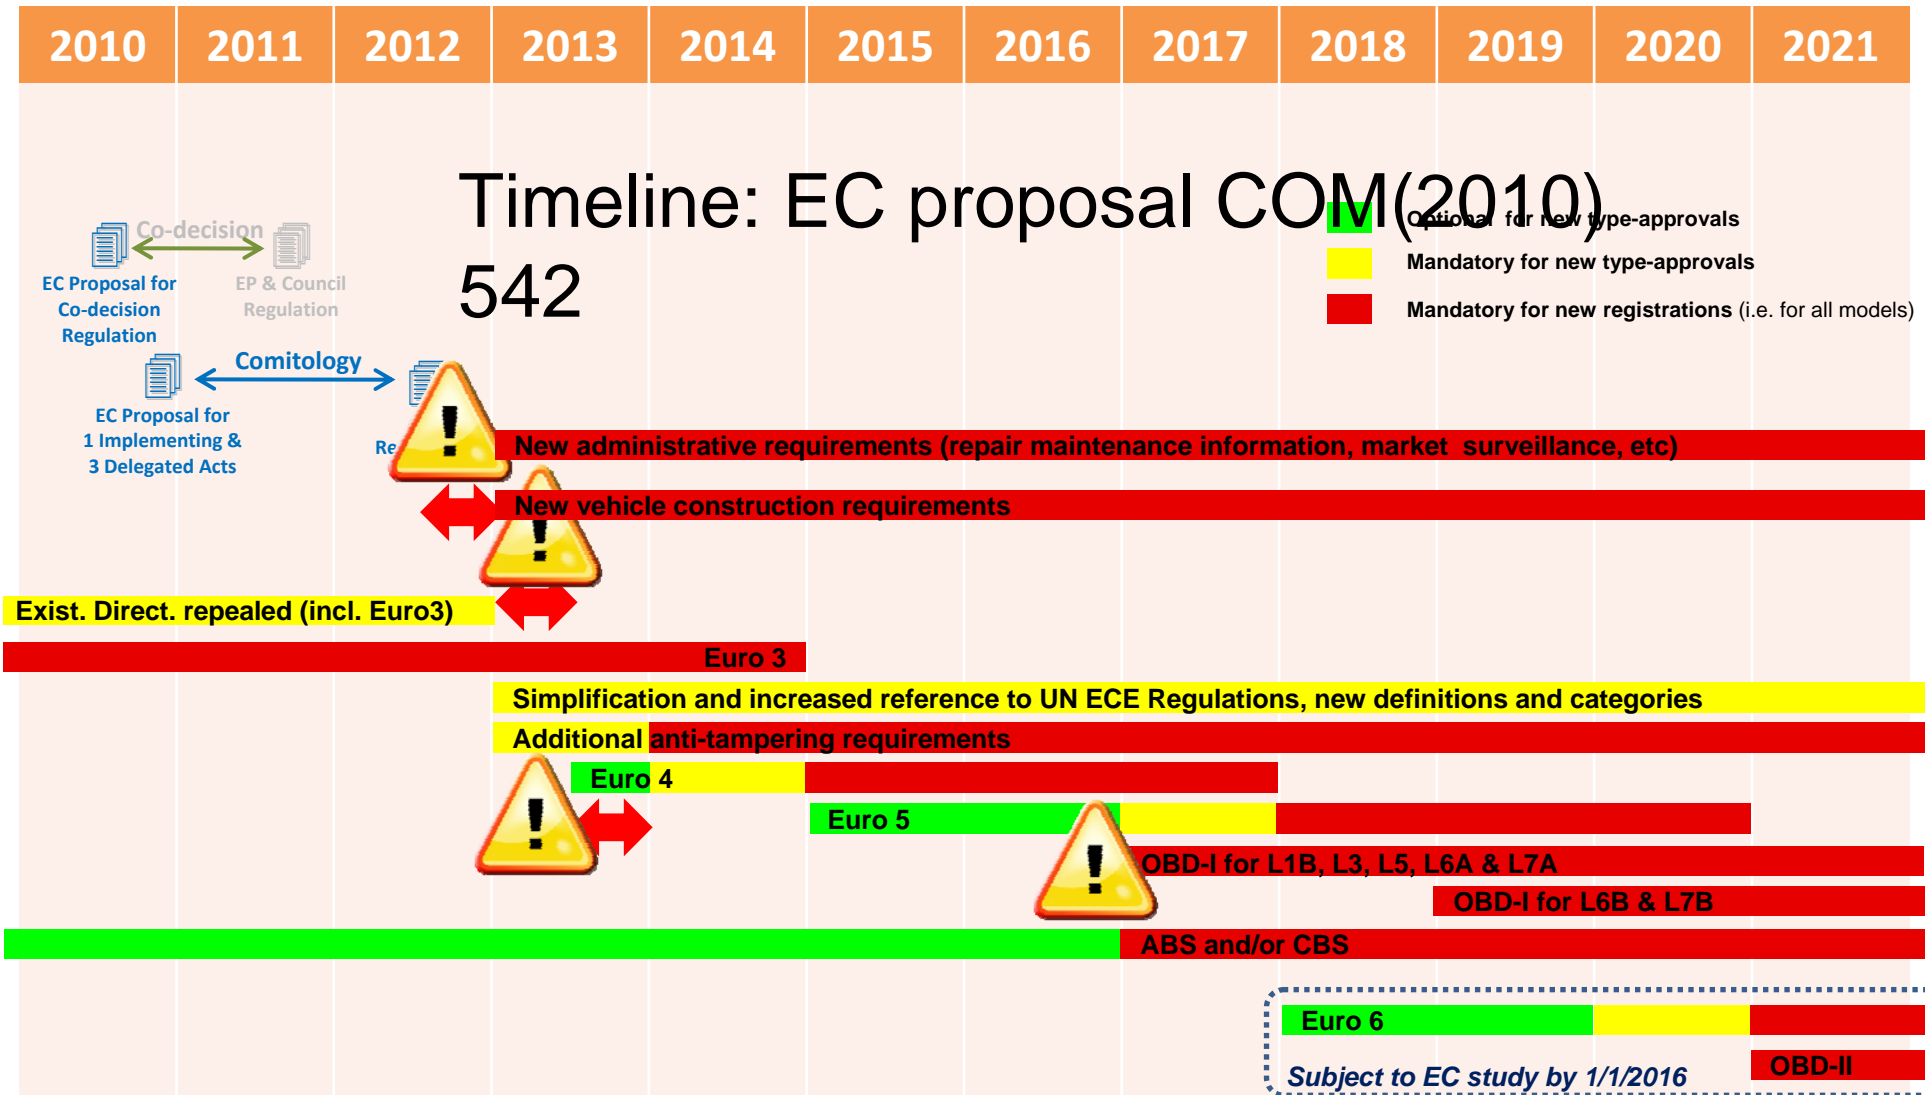 2010 2011 2012 2013 2014 2015 2016 2017 2018 2019 2020 2021
Timeline: EC proposal COM(2010)
542
Optional for new type-approvals
Mandatory for new type-approvals
Mandatory for new registrations (i.e. for all models)
Co-decision
EC Proposal for
Co-decision
Regulation
EP & Council
Regulation
Comitology
EC Proposal for
1 Implementing &
3 Delegated Acts
New administrative requirements (repair maintenance information, market surveillance, etc)
New vehicle construction requirements
Exist. Direct. repealed (incl. Euro3)
Euro 3
Simplification and increased reference to UN ECE Regulations, new definitions and categories
Additional anti-tampering requirements
Euro 4
Euro 5
OBD-I for L1B, L3, L5, L6A & L7A
OBD-I for L6B & L7B
ABS and/or CBS
Euro 6
OBD-II
Subject to EC study by 1/1/2016